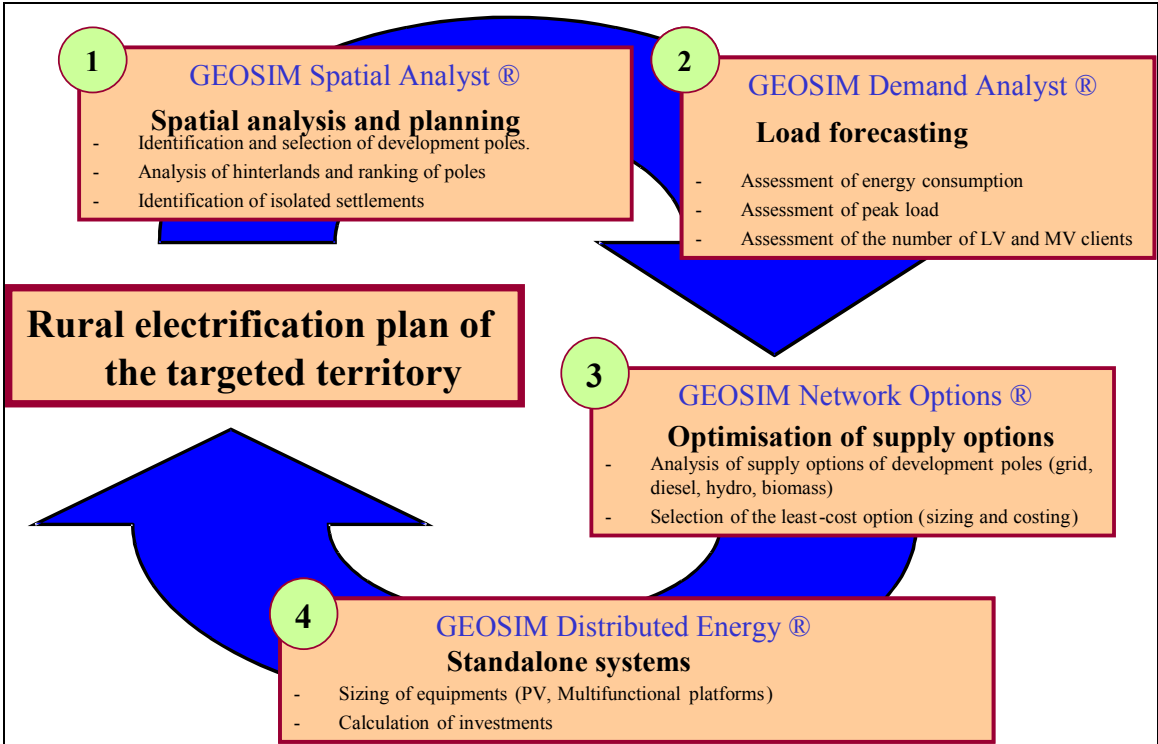 1
GEOSIM Spatial Analyst ®
Spatial analysis and planning
- Identification and selection of development poles.
- Analysis of hinterlands and ranking of poles
- Identification of isolated settlements
2
GEOSIM Demand Analyst ®
Load forecasting
- Assessment of energy consumption
- Assessment of peak load
- Assessment of the number of LV and MV clients
Rural electrification plan of
the targeted territory
3
GEOSIM Network Options ®
Optimisation of supply options
- Analysis of supply options of development poles (grid,
diesel, hydro, biomass)
- Selection of the least-cost option (sizing and costing)
4
GEOSIM Distributed Energy ®
Standalone systems
- Sizing of equipments (PV, Multifunctional platforms)
- Calculation of investments